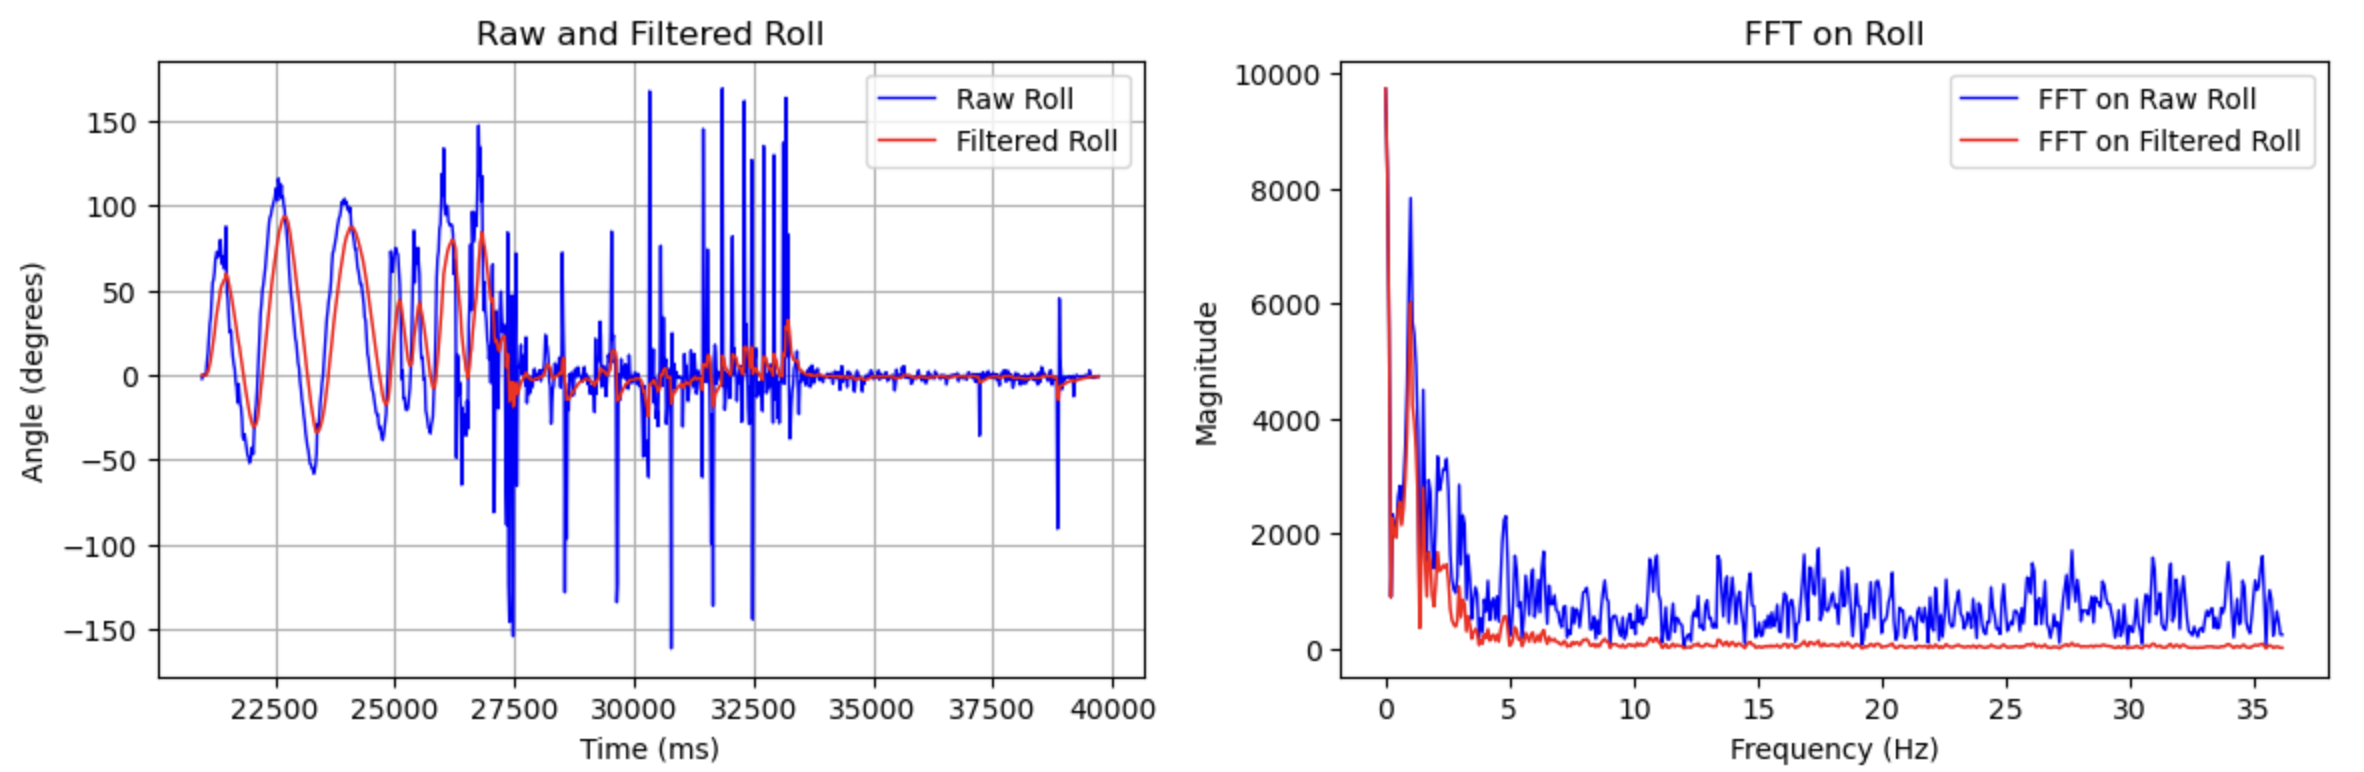 Raw and Filtered Roll
Raw Roll
Filtered Roll
150
100
50
0
−50
−100
−150
Angle (degrees)
22500 25000 27500 30000 32500 35000 37500 40000
Time (ms)
FFT on Roll
FFT on Raw Roll
FFT on Filtered Roll
10000
8000
6000
4000
2000
0
Magnitude
0 5 10 15 20 25 30 35
Frequency (Hz)